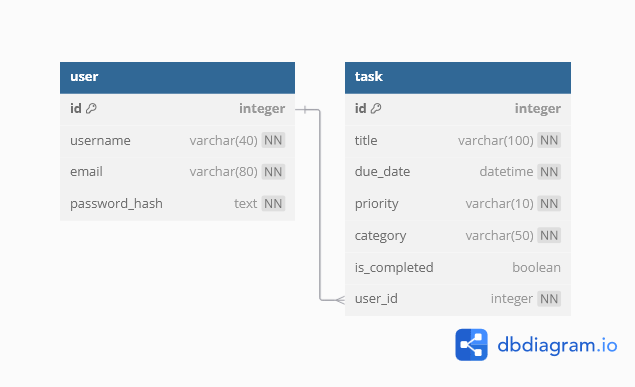 user
id integer
username varchar(40) NN
email varchar(80) NN
password_hash text NN
task
id integer
title varchar(100) NN
due_date datetime NN
priority varchar(10) NN
category varchar(50) NN
is_completed boolean
user_id integer NN
dbdiagram.io